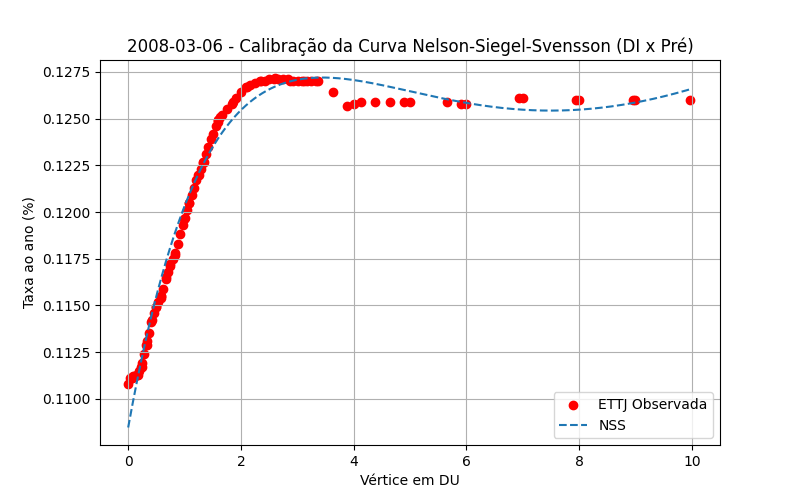 2008-03-06 - Calibração da Curva Nelson-Siegel-Svensson (DI x Pré)
0.1275
0.1250
0.1225
0.1200
0.1175
0.1150
0.1125
0.1100
Taxa ao ano (%)
ETTJ Observada
NSS
0 2 4 6 8 10
Vértice em DU